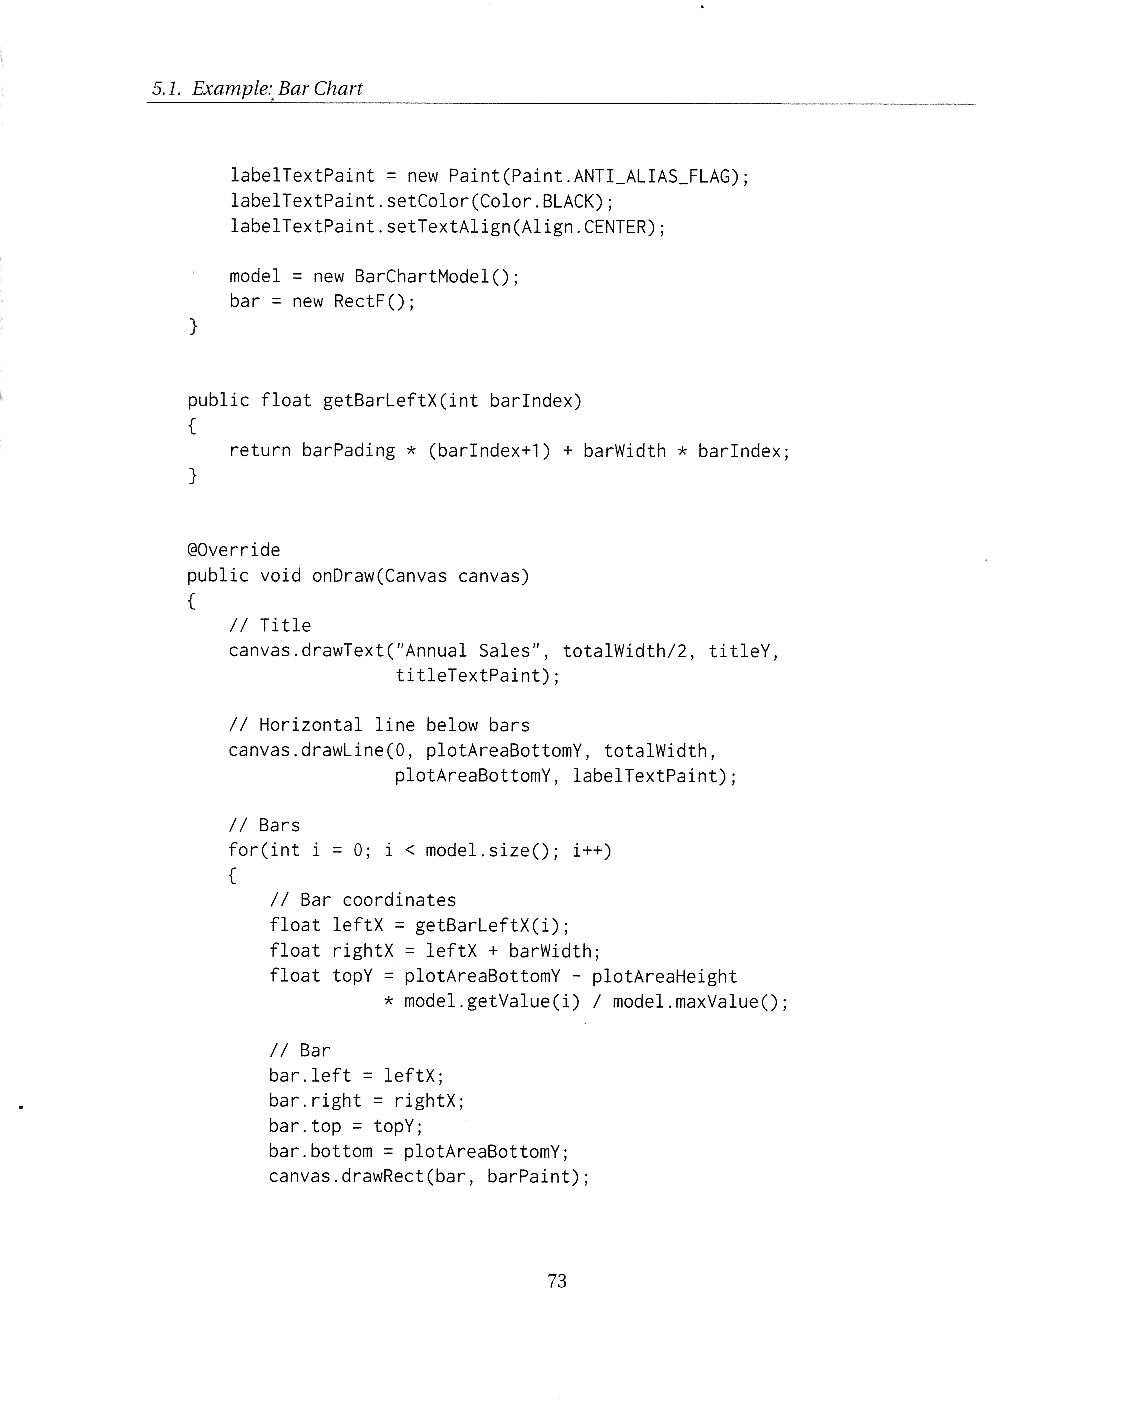 5.1. Example: Bar Chart
labelTextPaint = new Paint(Paint.ANTI_ALIAS_FLAG);
labelTextPaint.setColor(Color.BLACK);
labelTextPaint.setTextAlign(Align.CENTER);
model = new BarChartModel();
bar = new RectF();
}
public float getBarLeftX(int barIndex)
{
return barPading * (barIndex+1) + barWidth * barIndex;
}
@Override
public void onDraw(Canvas canvas)
{
// Title
canvas.drawText("Annual Sales", totalWidth/2, titleY,
titleTextPaint);
// Horizontal line below bars
canvas.drawLine(0, plotAreaBottomY, totalWidth,
plotAreaBottomY, labelTextPaint);
// Bars
for(int i = 0; i < model.size(); i++)
{
// Bar coordinates
float leftX = getBarLeftX(i);
float rightX = leftX + barWidth;
float topY = plotAreaBottomY - plotAreaHeight
* model.getValue(i) / model.maxValue();
// Bar
bar.left = leftX;
bar.right = rightX;
bar.top = topY;
bar.bottom = plotAreaBottomY;
canvas.drawRect(bar, barPaint);
73